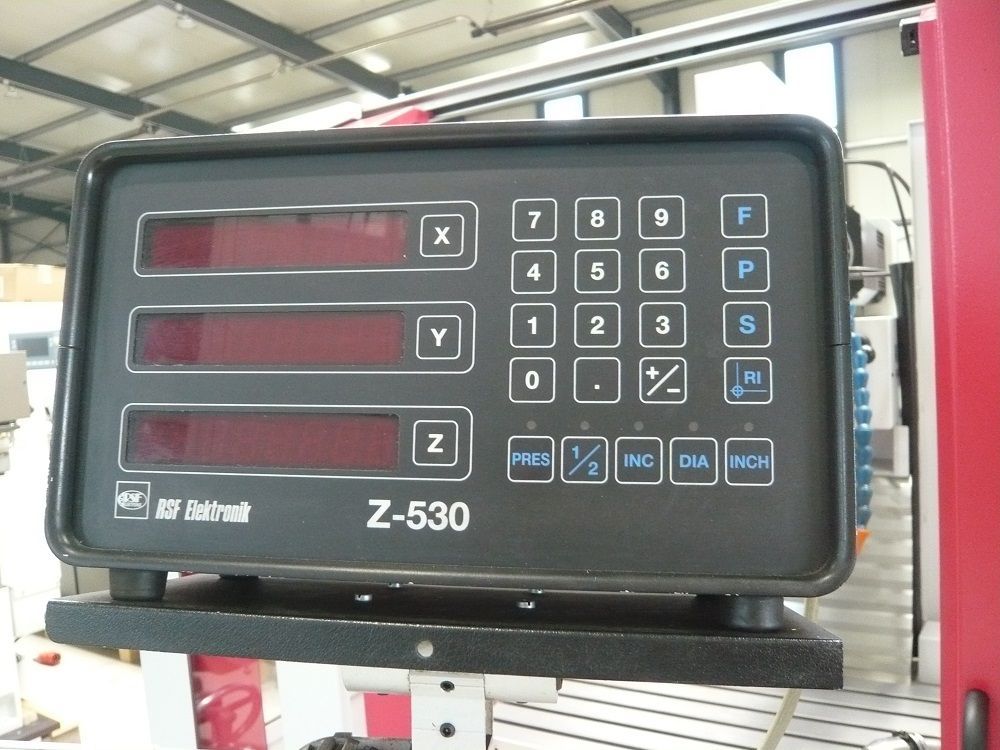 X
Y
Z
7 8 9 F
4 5 6 P
1 2 3 S
0 . +/- RI
PRES 1/2 INC DIA INCH
RSF
RSF Elektronik
Z-530